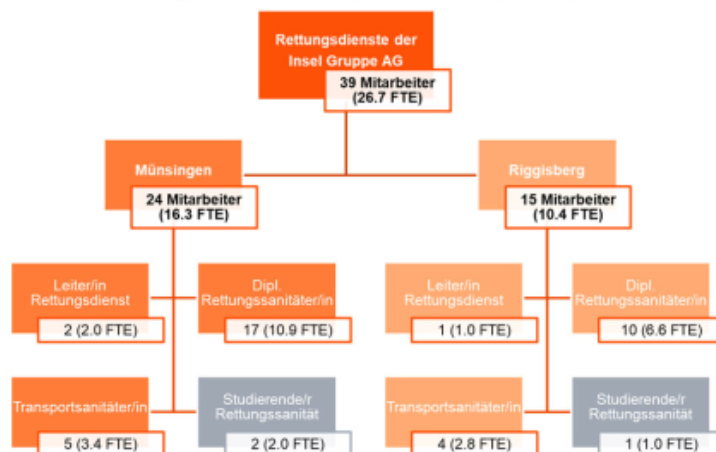 Rettungsdienste der
Insel Gruppe AG
39 Mitarbeiter
(26.7 FTE)
Münsingen
24 Mitarbeiter
(16.3 FTE)
Riggisberg
15 Mitarbeiter
(10.4 FTE)
Leiter/in
Rettungsdienst
2 (2.0 FTE)
Dipl.
Rettungssanitäter/in
17 (10.9 FTE)
Leiter/in
Rettungsdienst
1 (1.0 FTE)
Dipl.
Rettungssanitäter/in
10 (6.6 FTE)
Transportsanitäter/in
5 (3.4 FTE)
Studierende/r
Rettungssanität
2 (2.0 FTE)
Transportsanitäter/in
4 (2.8 FTE)
Studierende/r
Rettungssanität
1 (1.0 FTE)